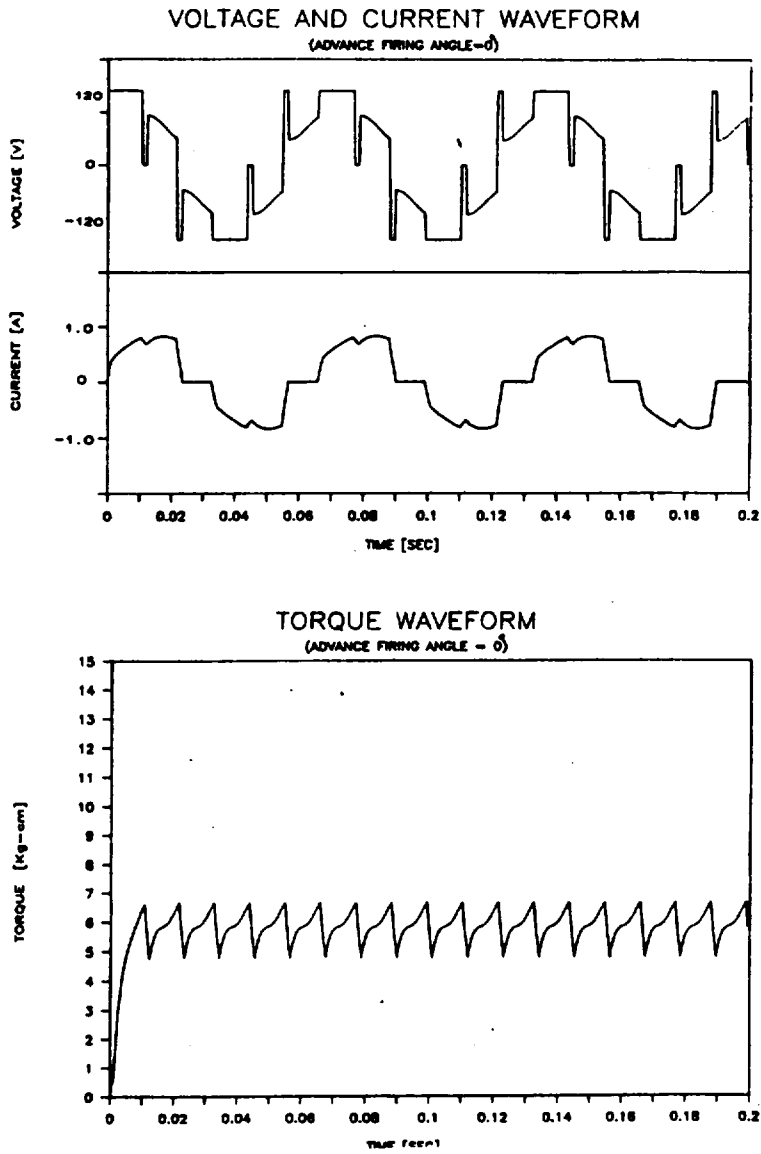 VOLTAGE AND CURRENT WAVEFORM
(ADVANCE FIRING ANGLE=0°)
VOLTAGE [V]
120
0
-120
CURRENT [A]
1.0
0
-1.0
0 0.02 0.04 0.06 0.08 0.1 0.12 0.14 0.16 0.18 0.2
TIME [SEC]
TORQUE WAVEFORM
(ADVANCE FIRING ANGLE = 0°)
TORQUE [Kg-cm]
15
14
13
12
11
10
9
8
7
6
5
4
3
2
1
0
0 0.02 0.04 0.06 0.08 0.1 0.12 0.14 0.16 0.18 0.2
TIME [SEC]